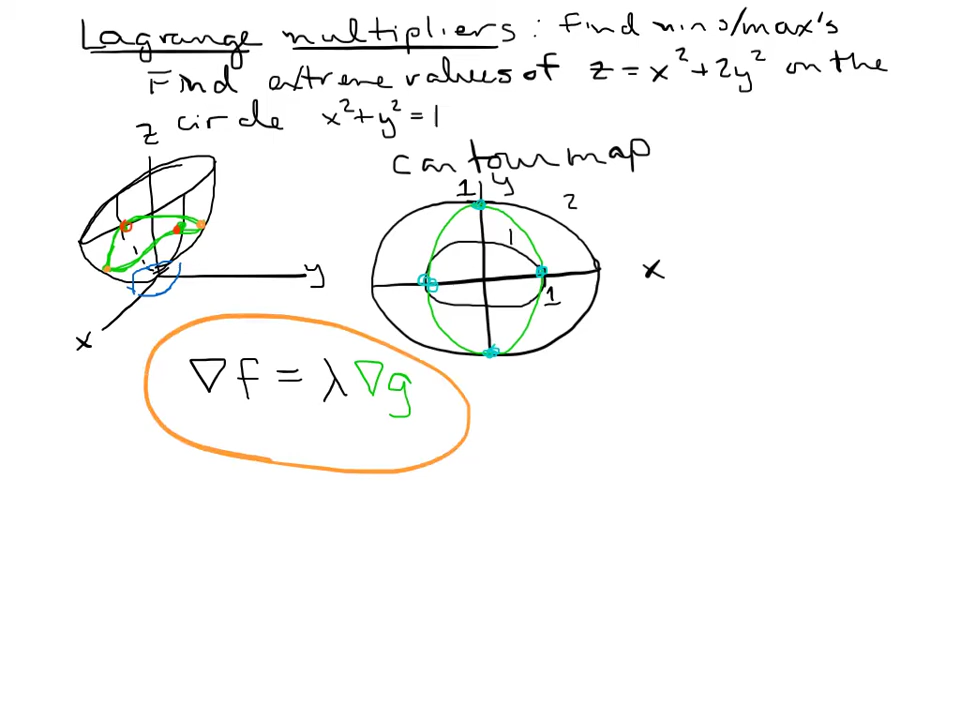 Lagrange multipliers: Find min's/max's
Find extreme values of z = x² + 2y² on the
circle x² + y² = 1
z
contour map
1 y
2
1
y
x
1
x
∇f = λ∇g